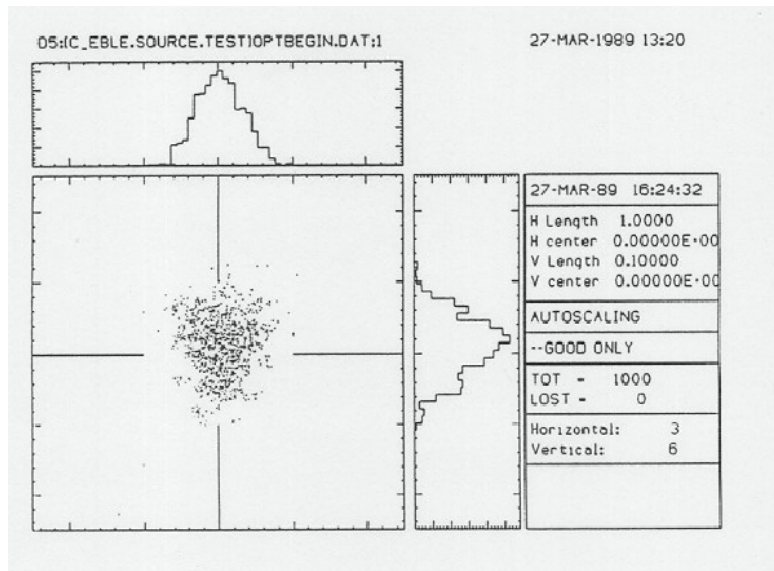 05:[C_EBLE.SOURCE.TEST]OPTBEGIN.DAT;1
27-MAR-1989 13:20
27-MAR-89 16:24:32
H Length 1.0000
H center 0.00000E+00
V Length 0.10000
V center 0.00000E+00
AUTOSCALING
--GOOD ONLY
TOT - 1000
LOST - 0
Horizontal: 3
Vertical: 6